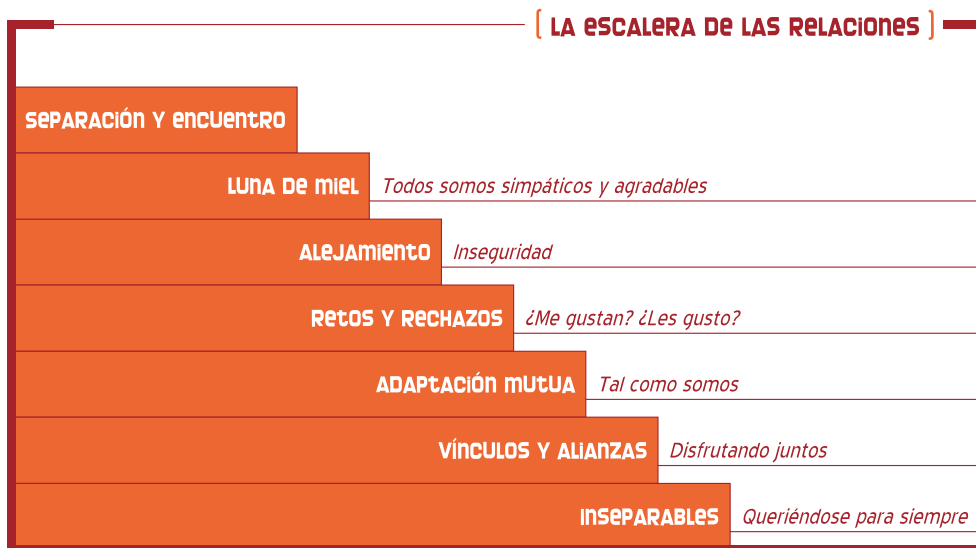 LA ESCALERA DE LAS RELACIONES
SEPARACIÓN Y ENCUENTRO
LUNA DE MIEL
Todos somos simpáticos y agradables
ALEJAMIENTO
Inseguridad
RETOS Y RECHAZOS
¿Me gustan? ¿Les gusto?
ADAPTACIÓN MUTUA
Tal como somos
VÍNCULOS Y ALIANZAS
Disfrutando juntos
INSEPARABLES
Queriéndose para siempre